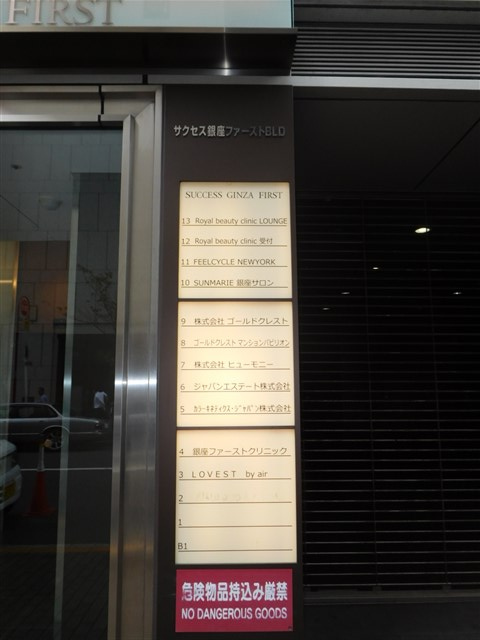 FIRST
サクセス銀座ファーストBLD
SUCCESS GINZA FIRST
13 Royal beauty clinic LOUNGE
12 Royal beauty clinic 受付
11 FEELCYCLE NEWYORK
10 SUNMARIE 銀座サロン
9 株式会社 ゴールドクレスト
8 ゴールドクレスト マンションパビリオン
7 株式会社 ヒューモニー
6 ジャパンエステート株式会社
5 カラーキネティクス・ジャパン株式会社
4 銀座ファーストクリニック
3 LOVEST by air
2
1
B1
危険物品持込み厳禁
NO DANGEROUS GOODS